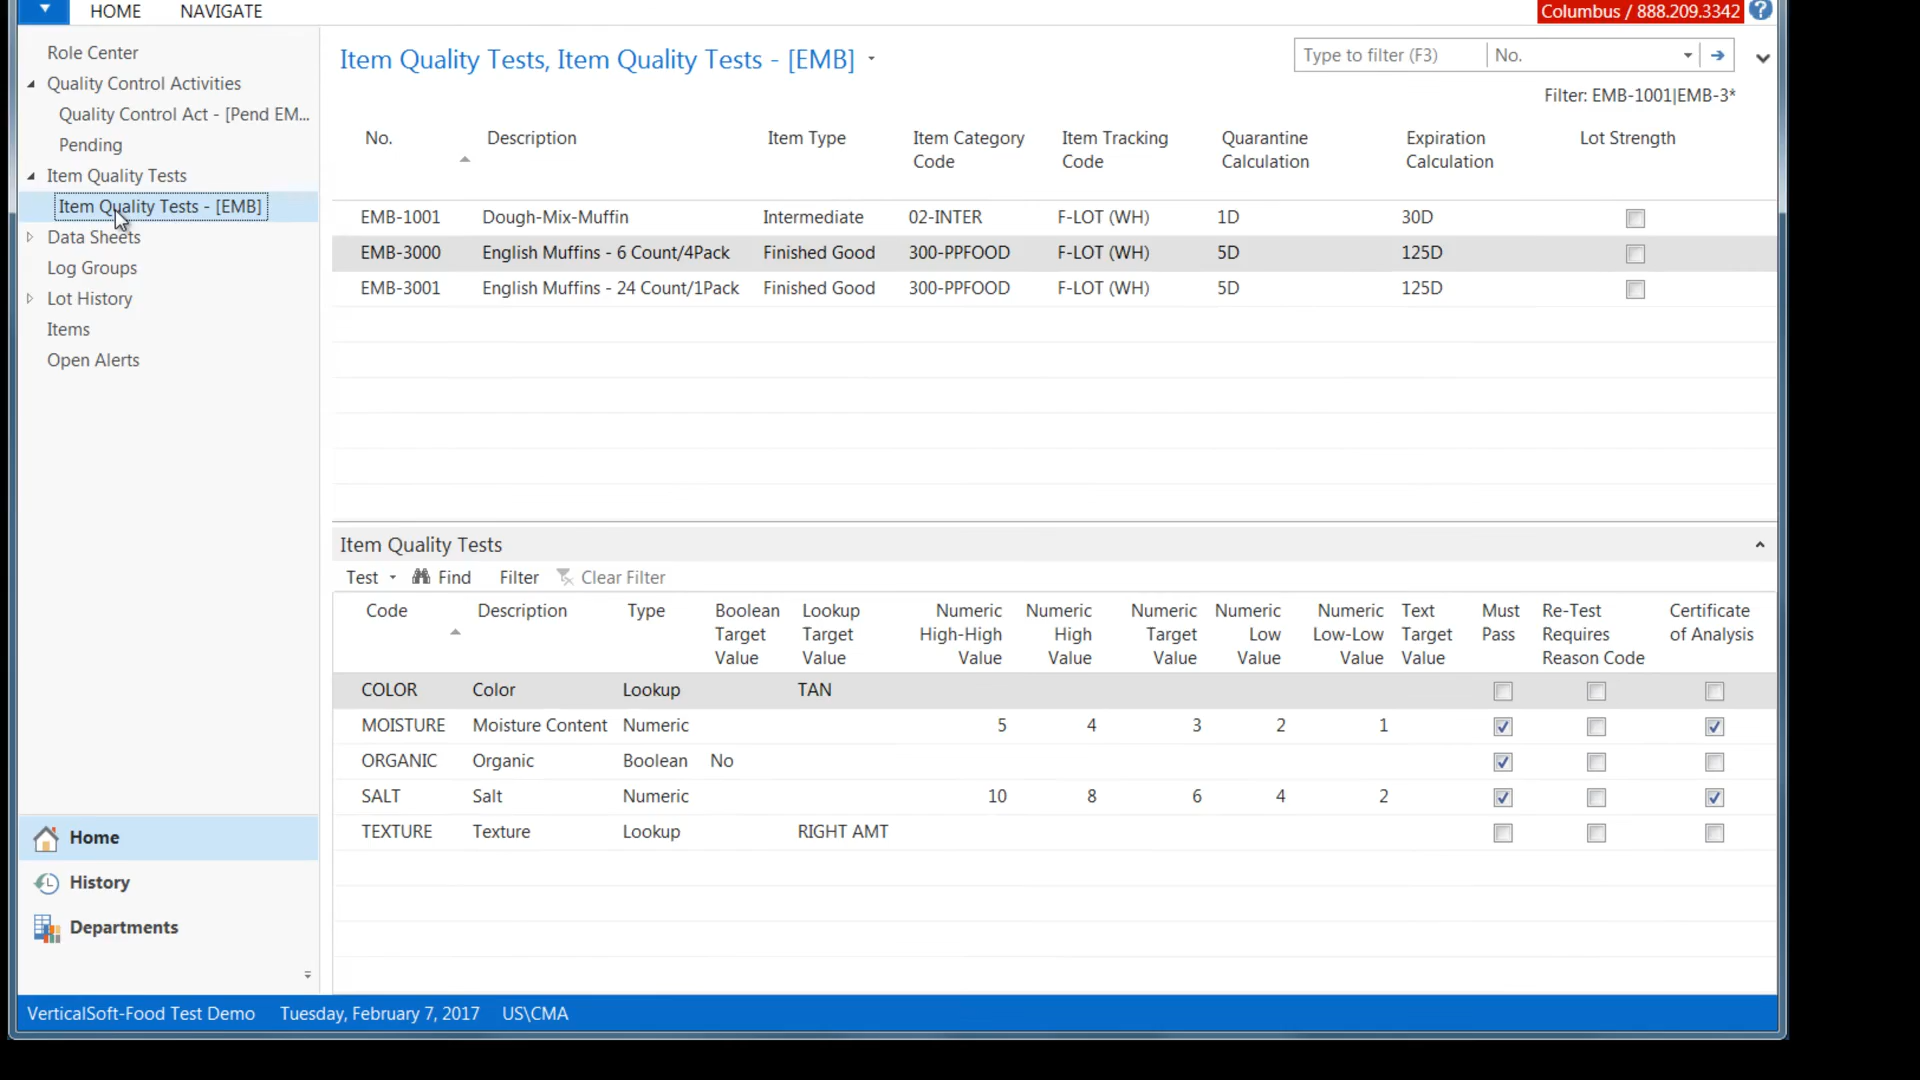 HOME NAVIGATE Columbus / 888.209.3342 ?
Role Center
Quality Control Activities
Quality Control Act - [Pend EM...
Pending
Item Quality Tests
Item Quality Tests - [EMB]
Data Sheets
Log Groups
Lot History
Items
Open Alerts
Home
History
Departments
Item Quality Tests, Item Quality Tests - [EMB]
Type to filter (F3) No.
Filter: EMB-1001|EMB-3*
No. Description Item Type Item Category Item Tracking Quarantine Expiration Lot Strength
Code Code Calculation Calculation
EMB-1001 Dough-Mix-Muffin Intermediate 02-INTER F-LOT (WH) 1D 30D
EMB-3000 English Muffins - 6 Count/4Pack Finished Good 300-PPFOOD F-LOT (WH) 5D 125D
EMB-3001 English Muffins - 24 Count/1Pack Finished Good 300-PPFOOD F-LOT (WH) 5D 125D
Item Quality Tests
Test Find Filter Clear Filter
Code Description Type Boolean Lookup Numeric Numeric Numeric Numeric Numeric Text Must Re-Test Certificate
Target Target High-High High Target Low Low-Low Target Pass Requires of Analysis
Value Value Value Value Value Value Value Value Reason Code
COLOR Color Lookup TAN
MOISTURE Moisture Content Numeric 5 4 3 2 1
ORGANIC Organic Boolean No
SALT Salt Numeric 10 8 6 4 2
TEXTURE Texture Lookup RIGHT AMT
VerticalSoft-Food Test Demo Tuesday, February 7, 2017 US\CMA